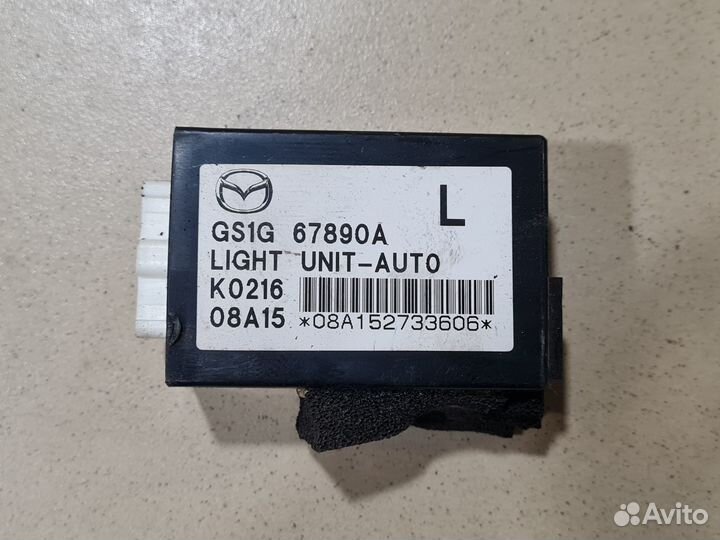 L
GS1G 67890A
LIGHT UNIT-AUTO
K0216
08A15 *08A152733606*
Avito